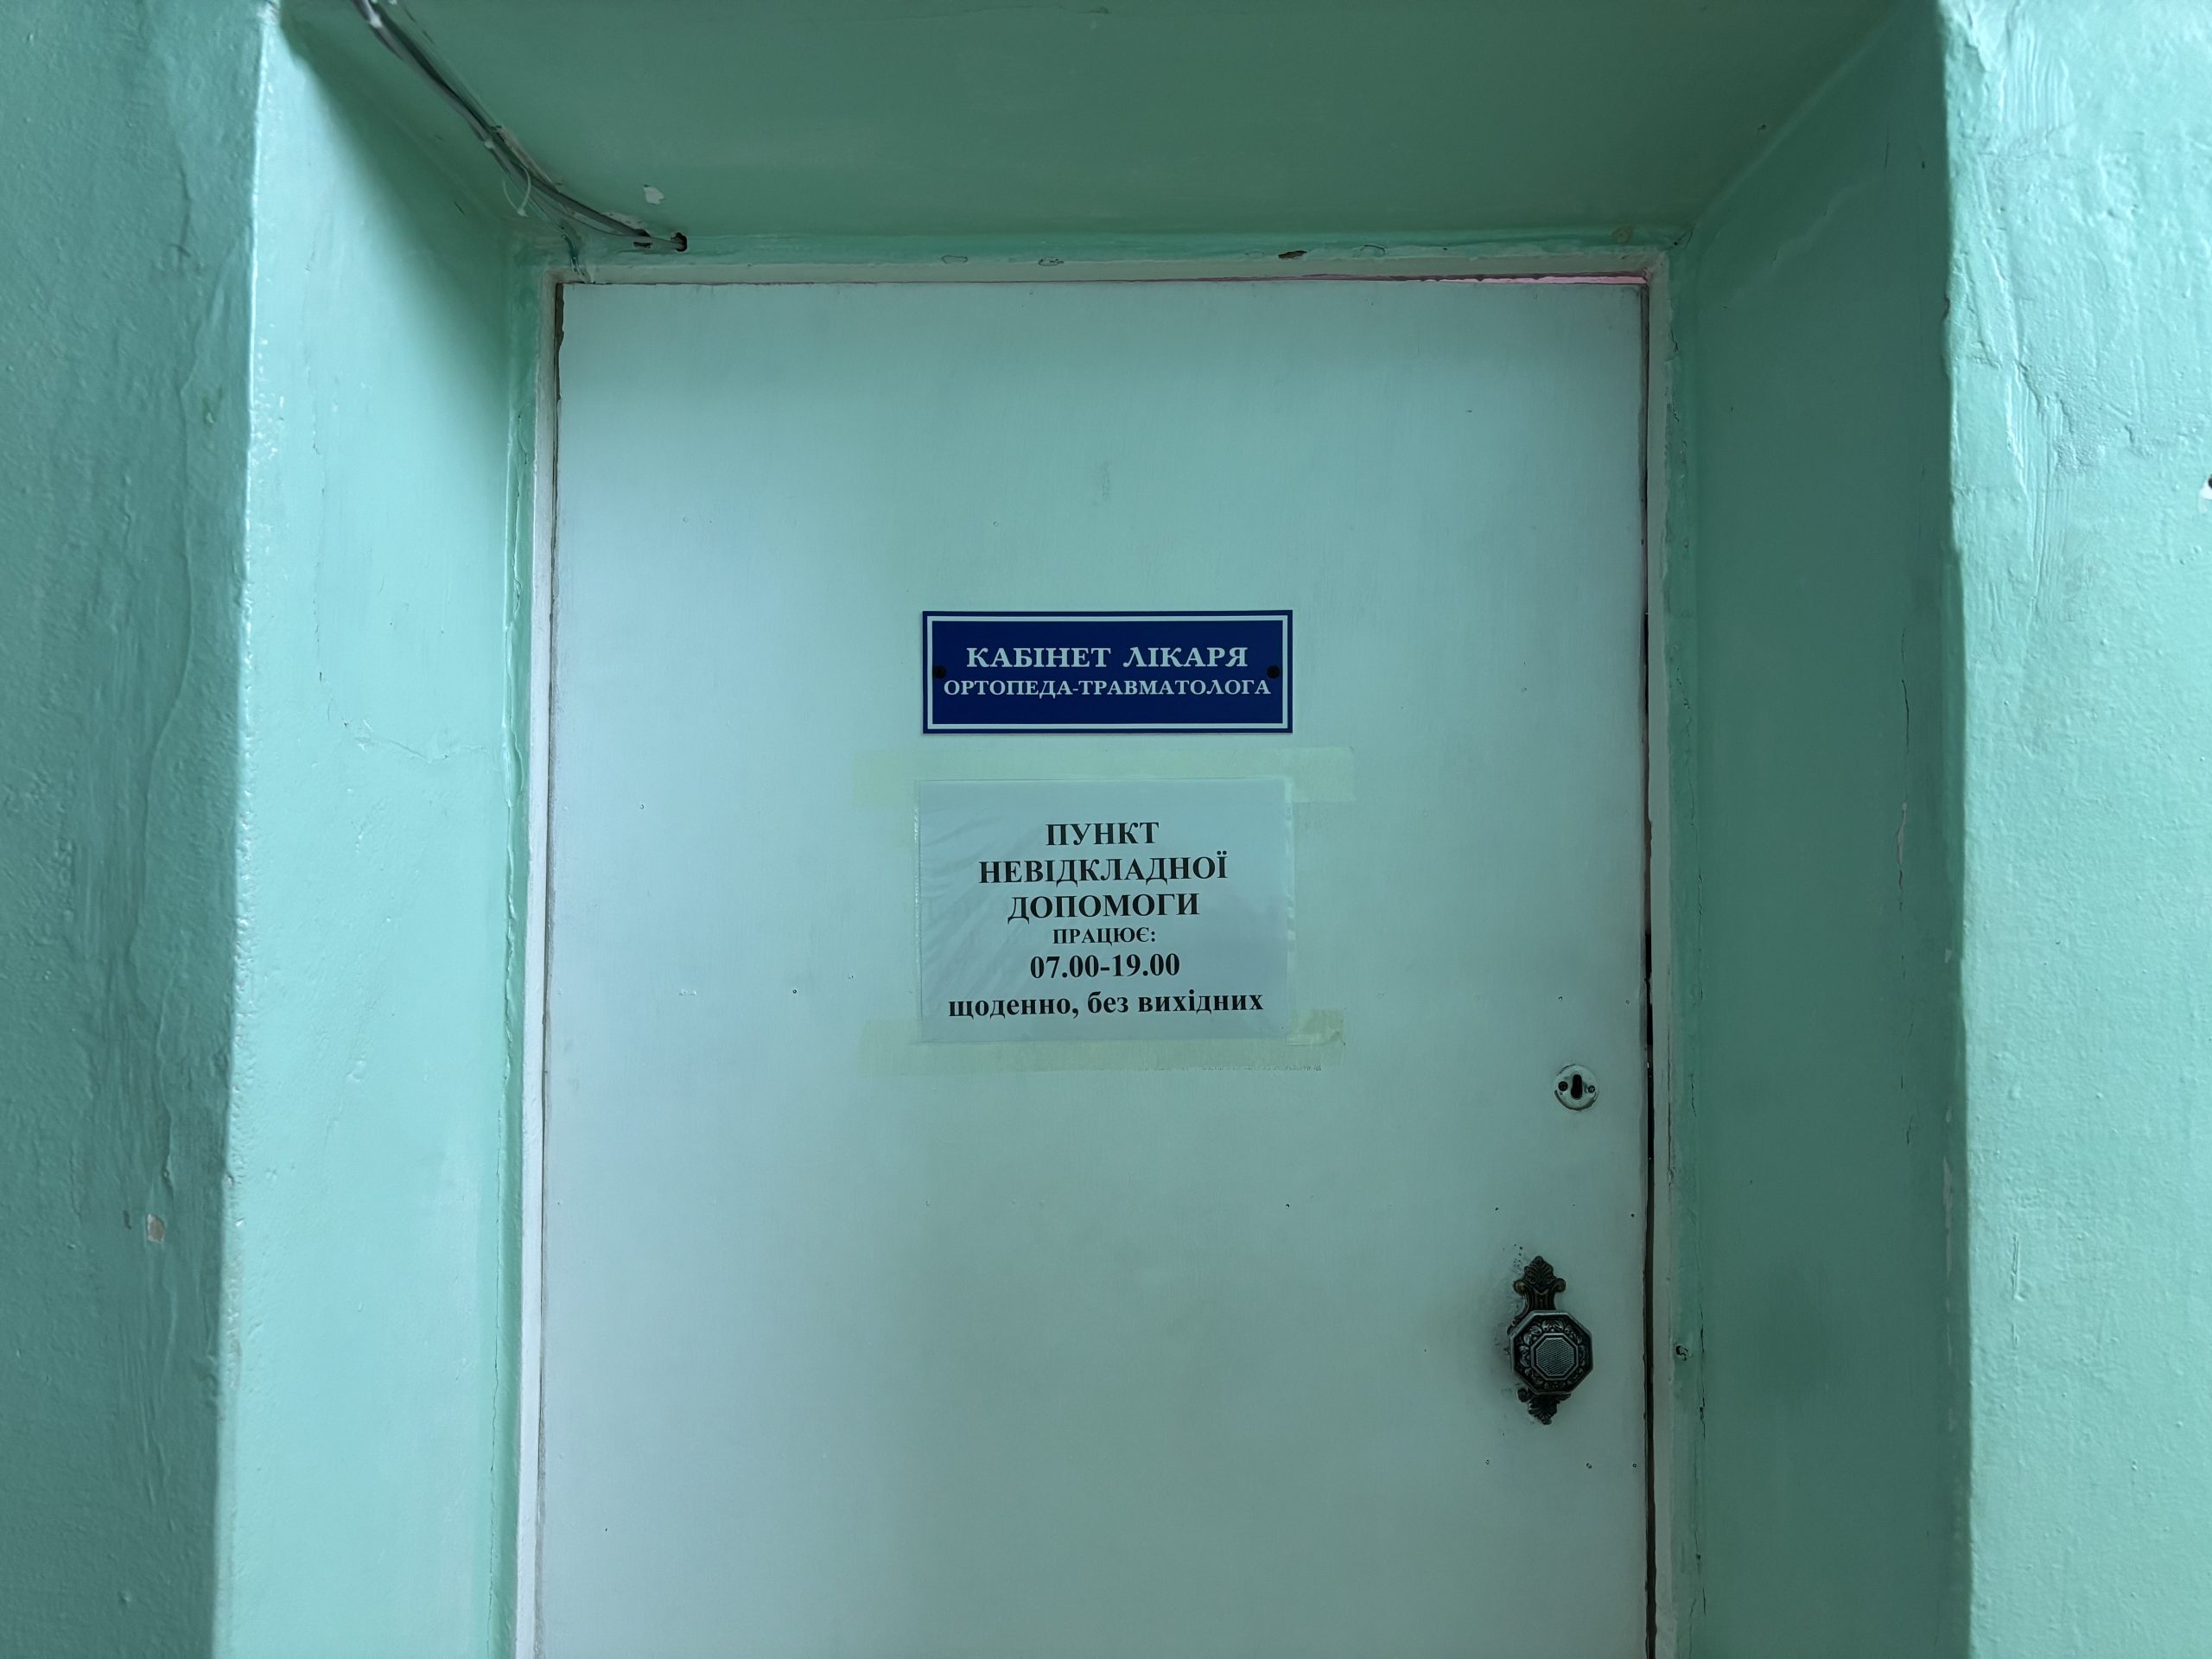 КАБІНЕТ ЛІКАРЯ
ОРТОПЕДА-ТРАВМАТОЛОГА
ПУНКТ
НЕВІДКЛАДНОЇ
ДОПОМОГИ
ПРАЦЮЄ:
07.00-19.00
щоденно, без вихідних